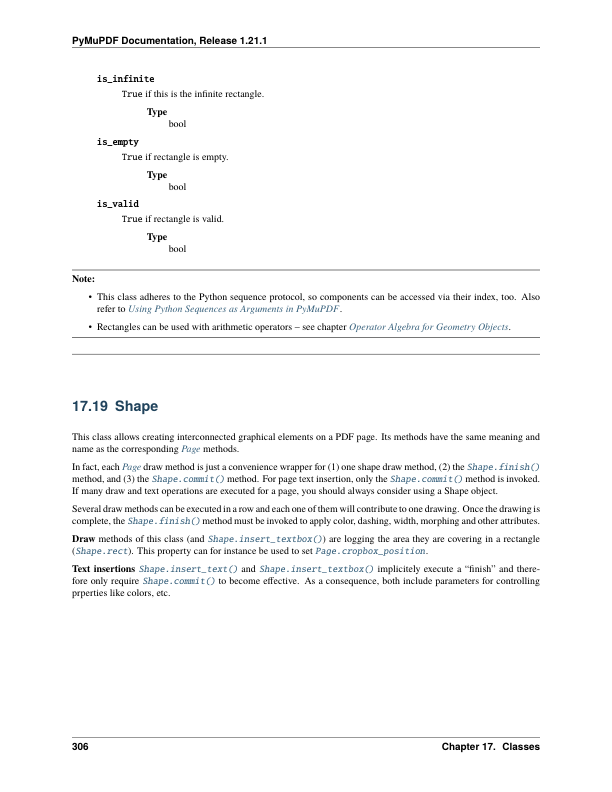 PyMuPDF Documentation, Release 1.21.1
is_infinite
True if this is the infinite rectangle.
Type
bool
is_empty
True if rectangle is empty.
Type
bool
is_valid
True if rectangle is valid.
Type
bool
Note:
• This class adheres to the Python sequence protocol, so components can be accessed via their index, too. Also
refer to Using Python Sequences as Arguments in PyMuPDF.
• Rectangles can be used with arithmetic operators – see chapter Operator Algebra for Geometry Objects.
17.19 Shape
This class allows creating interconnected graphical elements on a PDF page. Its methods have the same meaning and
name as the corresponding Page methods.
In fact, each Page draw method is just a convenience wrapper for (1) one shape draw method, (2) the Shape.finish()
method, and (3) the Shape.commit() method. For page text insertion, only the Shape.commit() method is invoked.
If many draw and text operations are executed for a page, you should always consider using a Shape object.
Several draw methods can be executed in a row and each one of them will contribute to one drawing. Once the drawing is
complete, the Shape.finish() method must be invoked to apply color, dashing, width, morphing and other attributes.
Draw methods of this class (and Shape.insert_textbox()) are logging the area they are covering in a rectangle
(Shape.rect). This property can for instance be used to set Page.cropbox_position.
Text insertions Shape.insert_text() and Shape.insert_textbox() implicitely execute a “finish” and there-
fore only require Shape.commit() to become effective. As a consequence, both include parameters for controlling
prperties like colors, etc.
306
Chapter 17. Classes